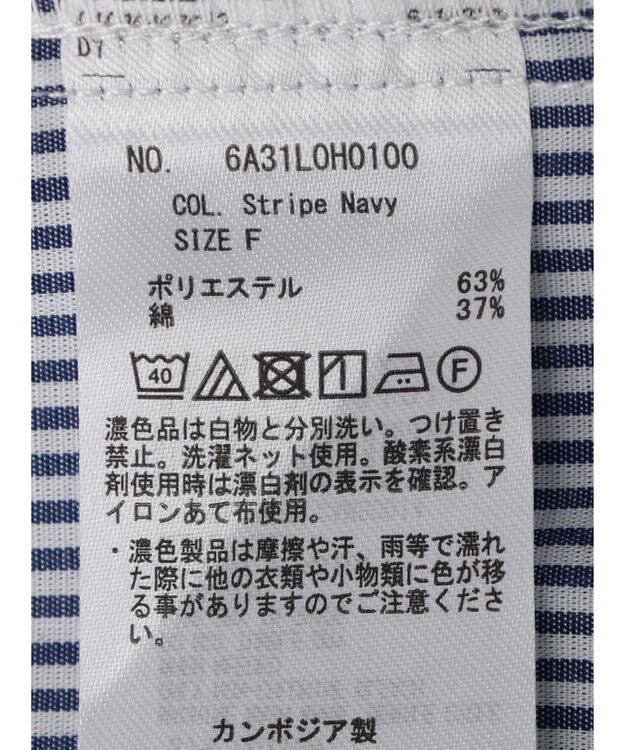 D7
NO. 6A31L0H0100
COL. Stripe Navy
SIZE F
ポリエステル 63%
綿 37%
40 F
濃色品は白物と分別洗い。つけ置き
禁止。洗濯ネット使用。酸素系漂白
剤使用時は漂白剤の表示を確認。ア
イロンあて布使用。
・濃色製品は摩擦や汗、雨等で濡れ
た際に他の衣類や小物類に色が移
る事がありますのでご注意くださ
い。
カンボジア製